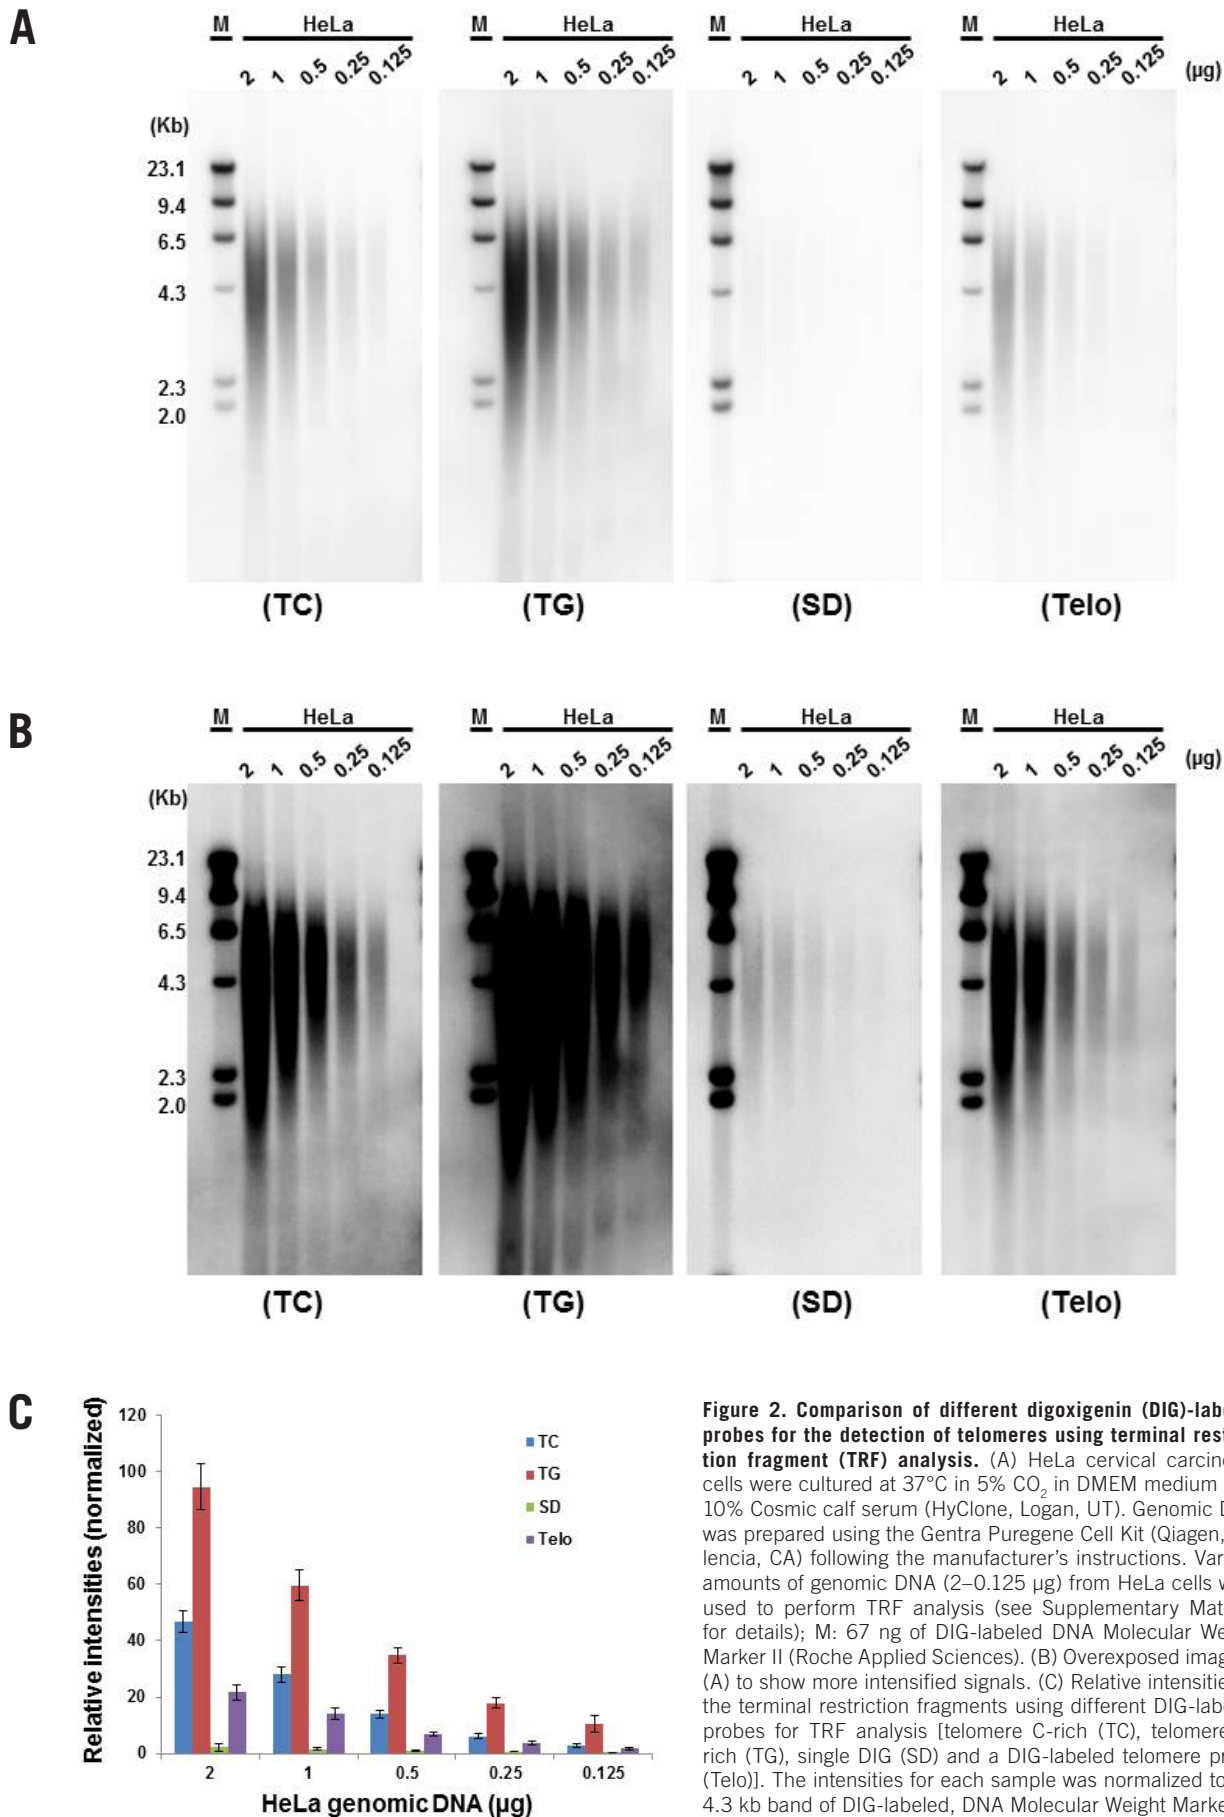 A
M HeLa M HeLa M HeLa M HeLa
2 1 0.5 0.25 0.125 2 1 0.5 0.25 0.125 2 1 0.5 0.25 0.125 2 1 0.5 0.25 0.125 (µg)
(Kb)
23.1
9.4
6.5
4.3
2.3
2.0
(TC) (TG) (SD) (Telo)
B
M HeLa M HeLa M HeLa M HeLa
2 1 0.5 0.25 0.125 2 1 0.5 0.25 0.125 2 1 0.5 0.25 0.125 2 1 0.5 0.25 0.125 (µg)
(Kb)
23.1
9.4
6.5
4.3
2.3
2.0
(TC) (TG) (SD) (Telo)
C
Relative intensities (normalized)
120
100
80
60
40
20
0
TC
TG
SD
Telo
2 1 0.5 0.25 0.125
HeLa genomic DNA (µg)
Figure 2. Comparison of different digoxigenin (DIG)-labe
probes for the detection of telomeres using terminal rest
tion fragment (TRF) analysis. (A) HeLa cervical carcino
cells were cultured at 37°C in 5% CO2 in DMEM medium
10% Cosmic calf serum (HyClone, Logan, UT). Genomic D
was prepared using the Gentra Puregene Cell Kit (Qiagen,
lencia, CA) following the manufacturer's instructions. Var
amounts of genomic DNA (2–0.125 µg) from HeLa cells w
used to perform TRF analysis (see Supplementary Mat
for details); M: 67 ng of DIG-labeled DNA Molecular We
Marker II (Roche Applied Sciences). (B) Overexposed imag
(A) to show more intensified signals. (C) Relative intensitie
the terminal restriction fragments using different DIG-labe
probes for TRF analysis [telomere C-rich (TC), telomere
rich (TG), single DIG (SD) and a DIG-labeled telomere pr
(Telo)]. The intensities for each sample was normalized to
4.3 kb band of DIG-labeled, DNA Molecular Weight Marke